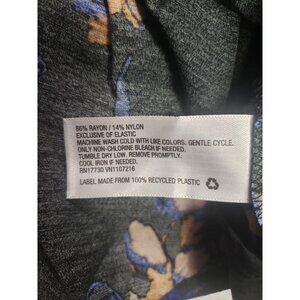 86% RAYON / 14% NYLON
EXCLUSIVE OF ELASTIC
MACHINE WASH COLD WITH LIKE COLORS. GENTLE CYCLE.
ONLY NON-CHLORINE BLEACH IF NEEDED.
TUMBLE DRY LOW. REMOVE PROMPTLY.
COOL IRON IF NEEDED.
RN17730 VN1107216
LABEL MADE FROM 100% RECYCLED PLASTIC